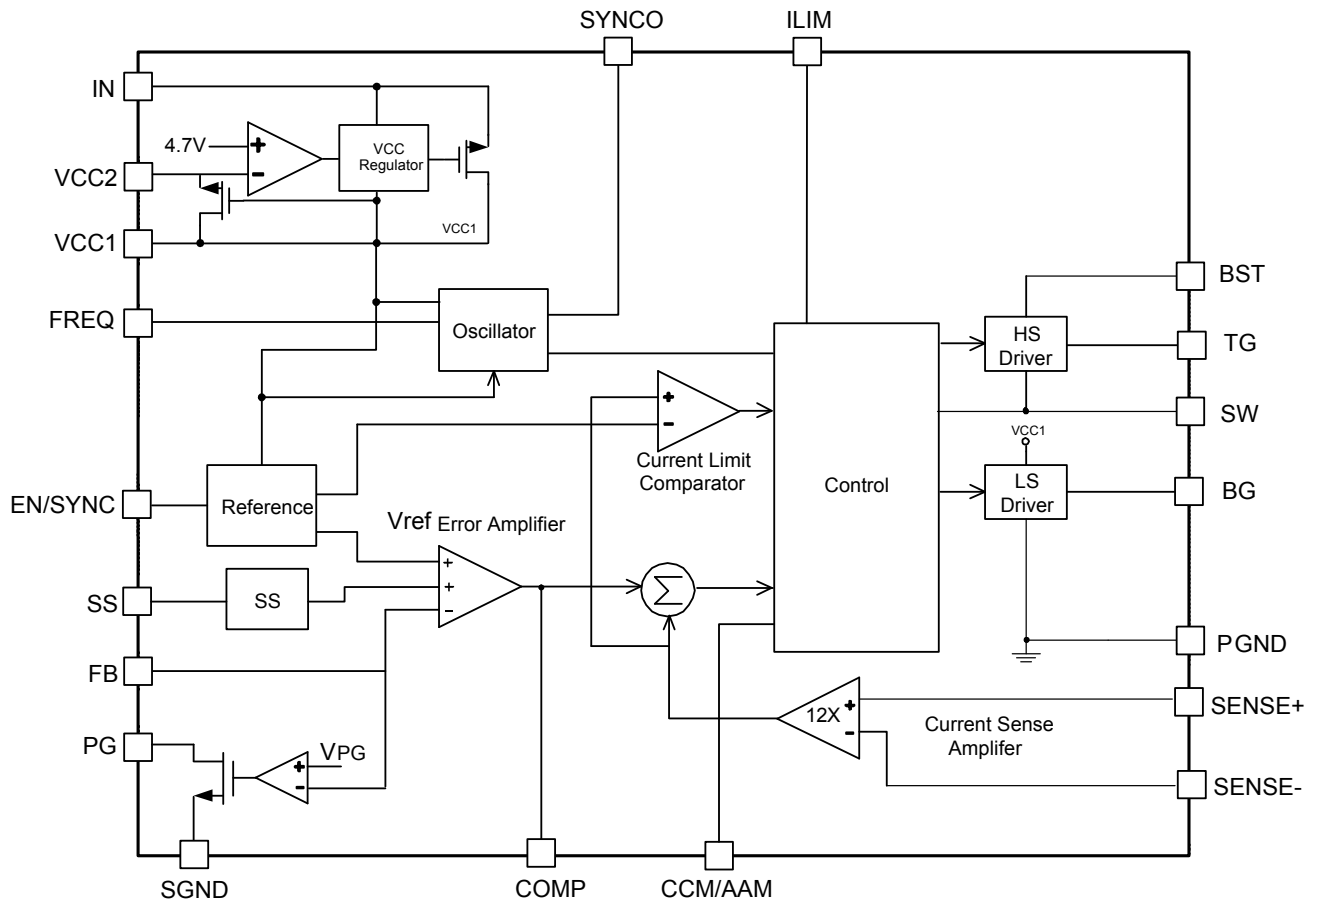 SYNCO
ILIM
IN
4.7V
+
-
VCC
Regulator
VCC2
VCC1
VCC1
FREQ
Oscillator
BST
HS
Driver
TG
+
-
SW
VCC1
Current Limit
Comparator
Control
LS
Driver
BG
EN/SYNC
Reference
Vref Error Amplifier
+
+
-
SS
SS
Σ
FB
PGND
12X
+
-
SENSE+
Current Sense
Amplifer
PG
VPG
+
-
SENSE-
SGND
COMP
CCM/AAM